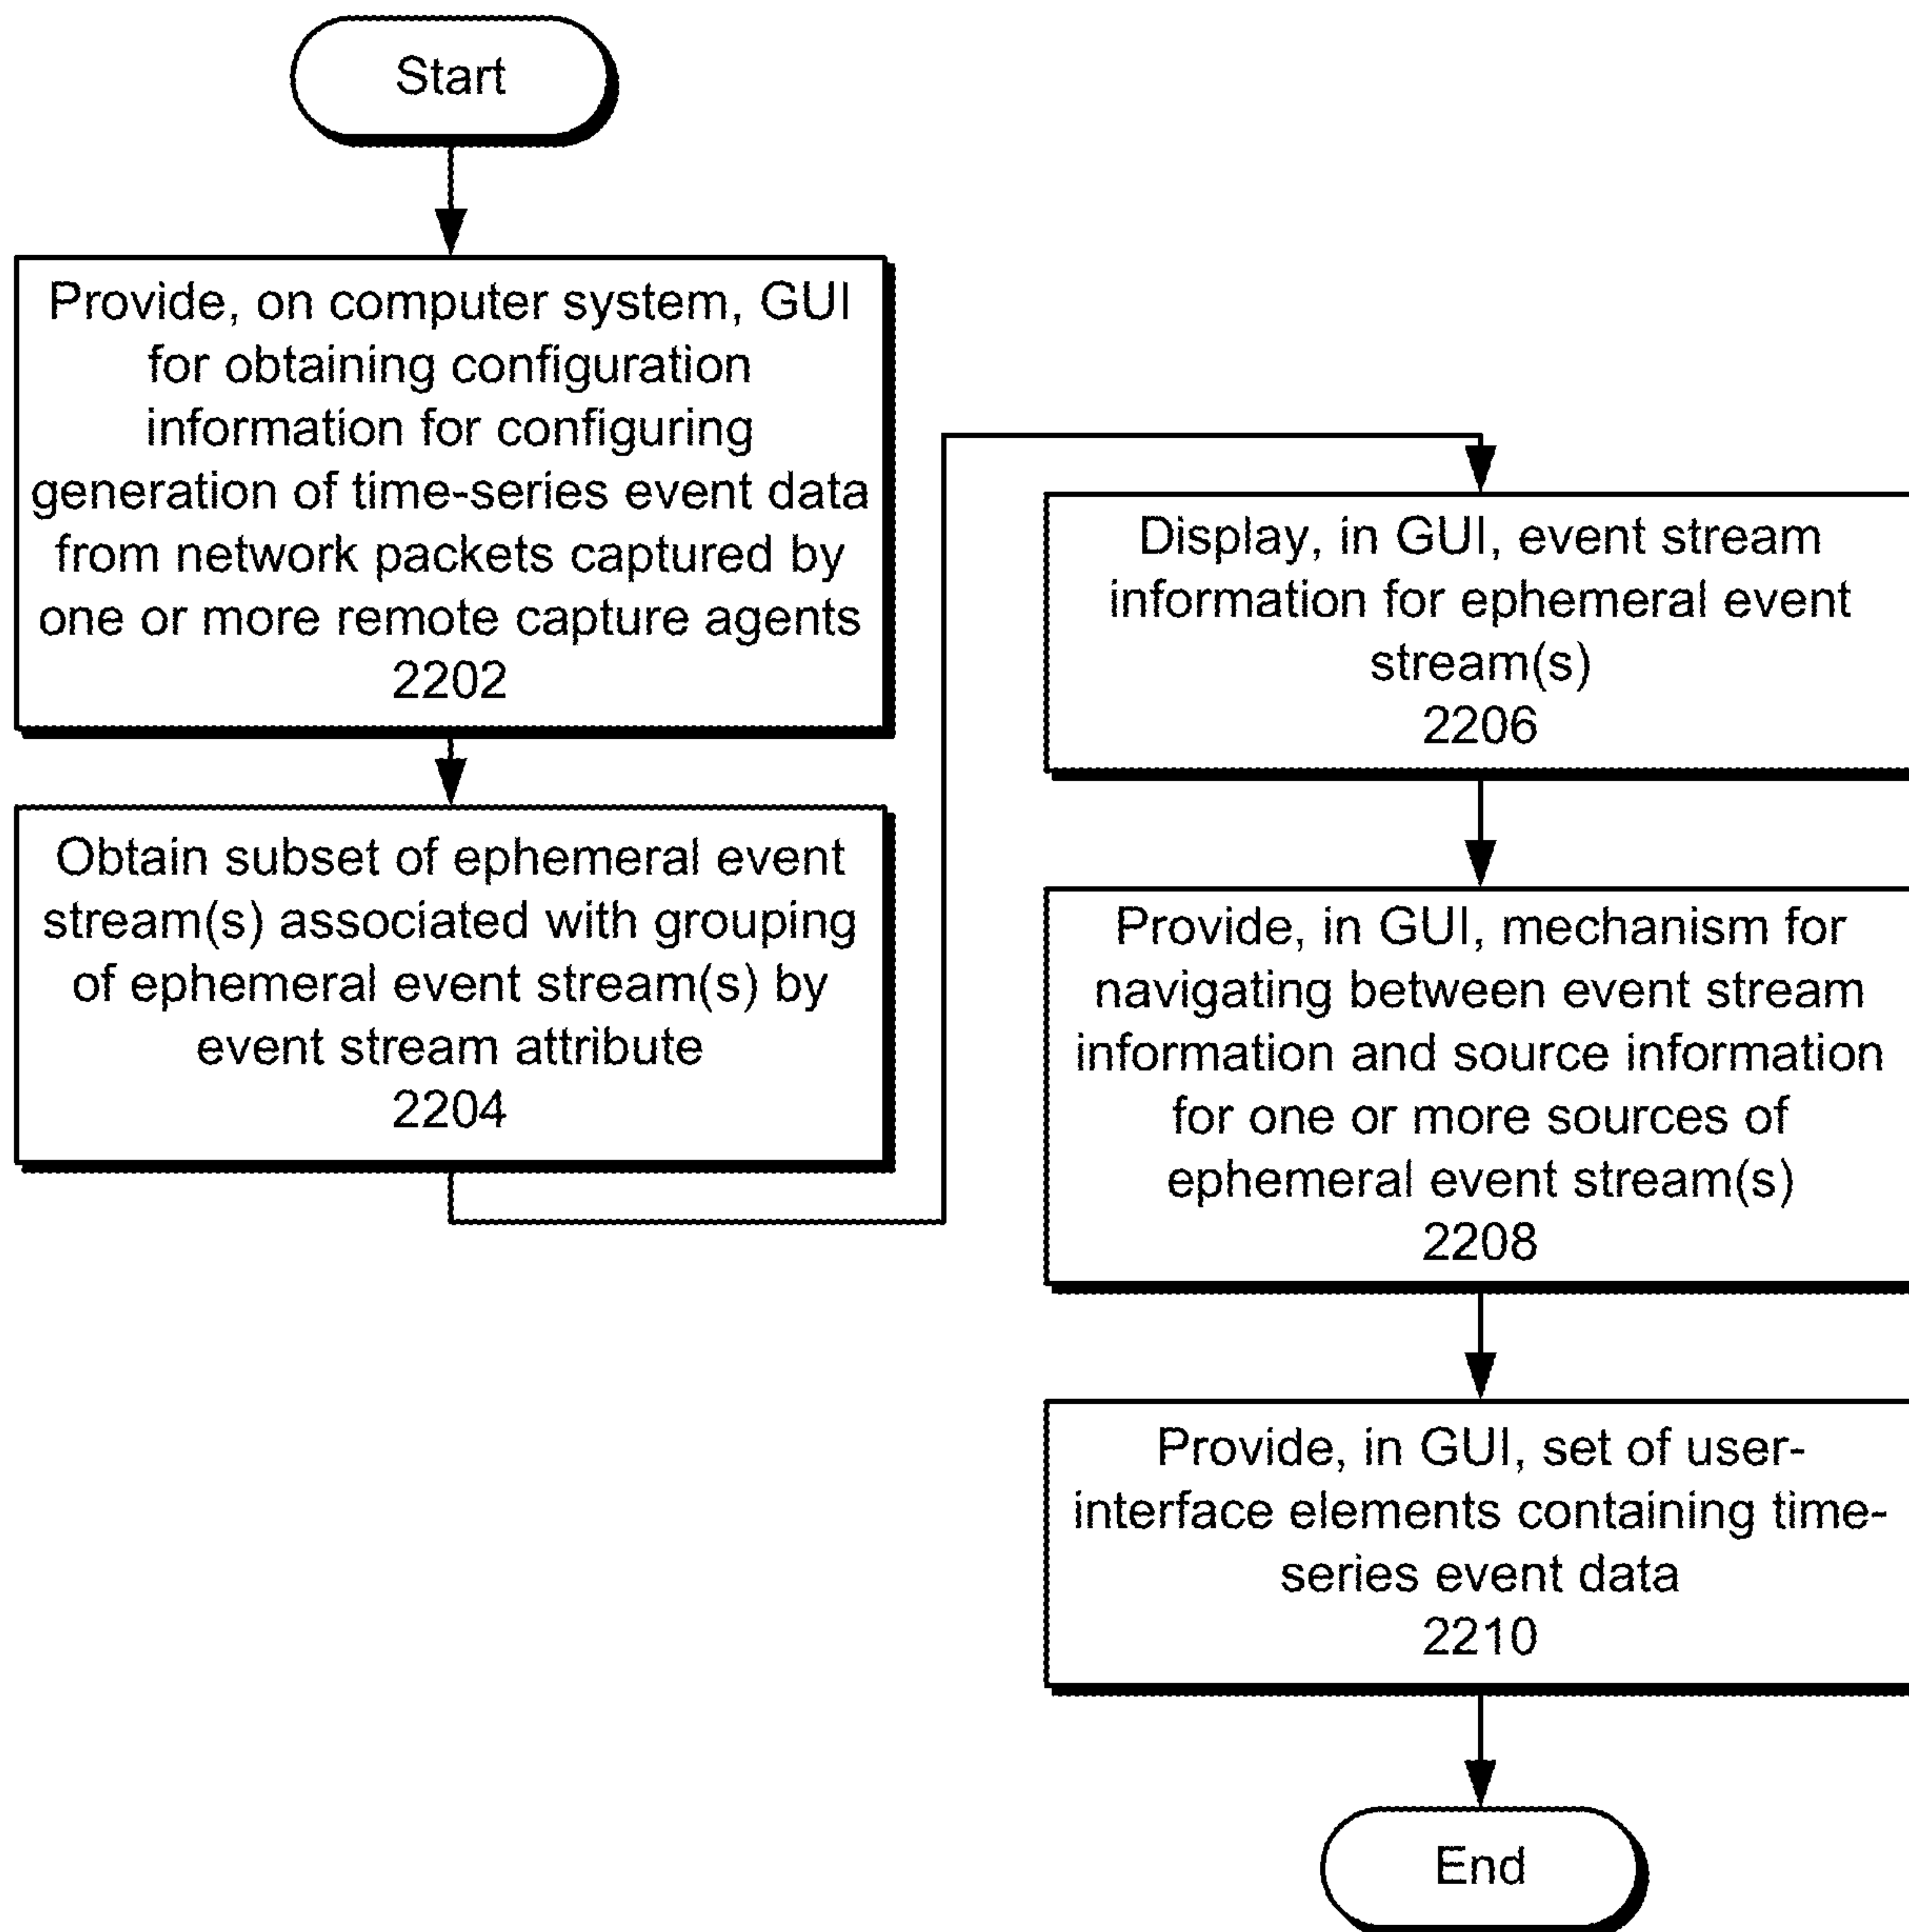 Start
Provide, on computer system, GUI
for obtaining configuration
information for configuring
generation of time-series event data
from network packets captured by
one or more remote capture agents
2202
Obtain subset of ephemeral event
stream(s) associated with grouping
of ephemeral event stream(s) by
event stream attribute
2204
Display, in GUI, event stream
information for ephemeral event
stream(s)
2206
Provide, in GUI, mechanism for
navigating between event stream
information and source information
for one or more sources of
ephemeral event stream(s)
2208
Provide, in GUI, set of user-
interface elements containing time-
series event data
2210
End